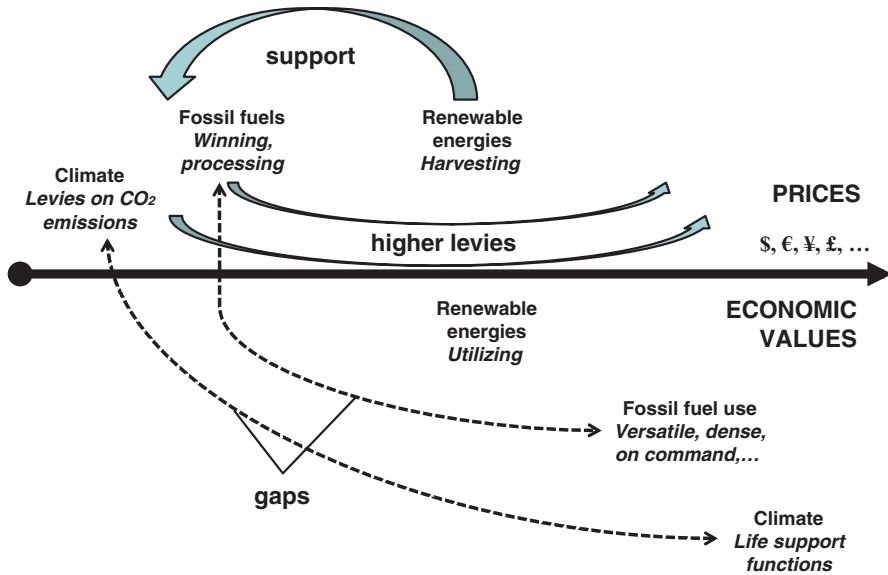 support
Fossil fuels
Winning,
processing
Renewable
energies
Harvesting
Climate
Levies on CO₂
emissions
PRICES
higher levies
$, €, ¥, £, …
Renewable
energies
Utilizing
ECONOMIC
VALUES
Fossil fuel use
Versatile, dense,
on command,…
gaps
Climate
Life support
functions